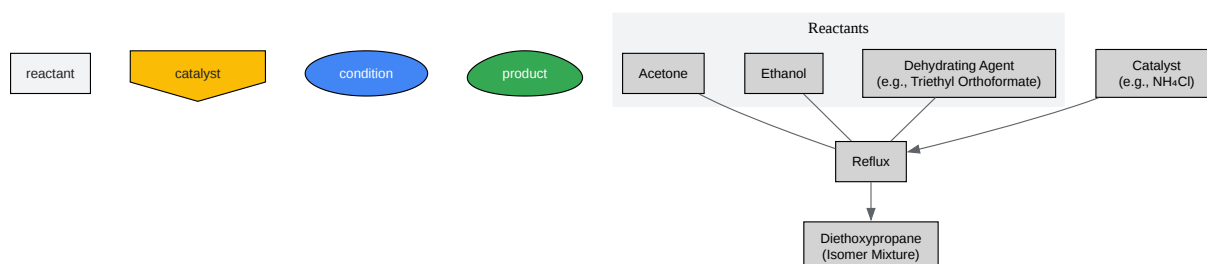 reactant
catalyst
condition
product
Reactants
Acetone
Ethanol
Dehydrating Agent
(e.g., Triethyl Orthoformate)
Catalyst
(e.g., NH₄Cl)
Reflux
Diethoxypropane
(Isomer Mixture)